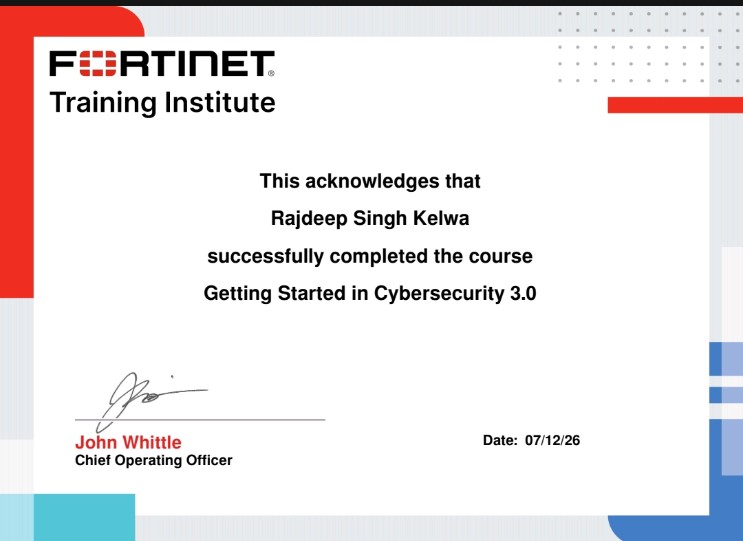 FORTINET®
Training Institute
This acknowledges that
Rajdeep Singh Kelwa
successfully completed the course
Getting Started in Cybersecurity 3.0
John Whittle
Chief Operating Officer
Date: 07/12/26